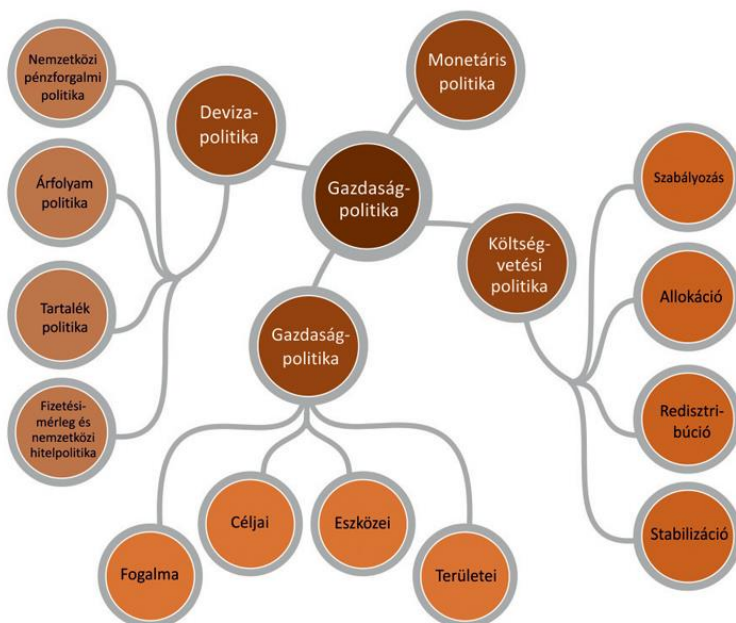 Nemzetközi
pénzforgalmi
politika
Monetáris
politika
Deviza-
politika
Árfolyam
politika
Gazdaság-
politika
Szabályozás
Költség-
vetési
politika
Tartalék
politika
Gazdaság-
politika
Allokáció
Fizetési-
mérleg és
nemzetközi
hitelpolitika
Redisztri-
búció
Céljai
Eszközei
Stabilizáció
Fogalma
Területei